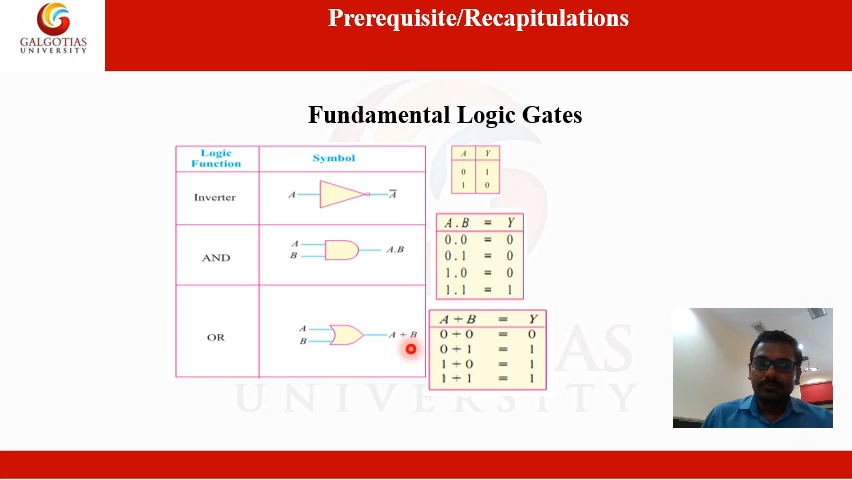 Prerequisite/Recapitulations
GALGOTIAS
UNIVERSITY
Fundamental Logic Gates
Logic Function
Symbol
Inverter
A
A̅
AND
A
B
A.B
OR
A
B
A + B
A Y
0 1
1 0
A . B = Y
0 . 0 = 0
0 . 1 = 0
1 . 0 = 0
1 . 1 = 1
A + B = Y
0 + 0 = 0
0 + 1 = 1
1 + 0 = 1
1 + 1 = 1
IAS
UNIVERSITY